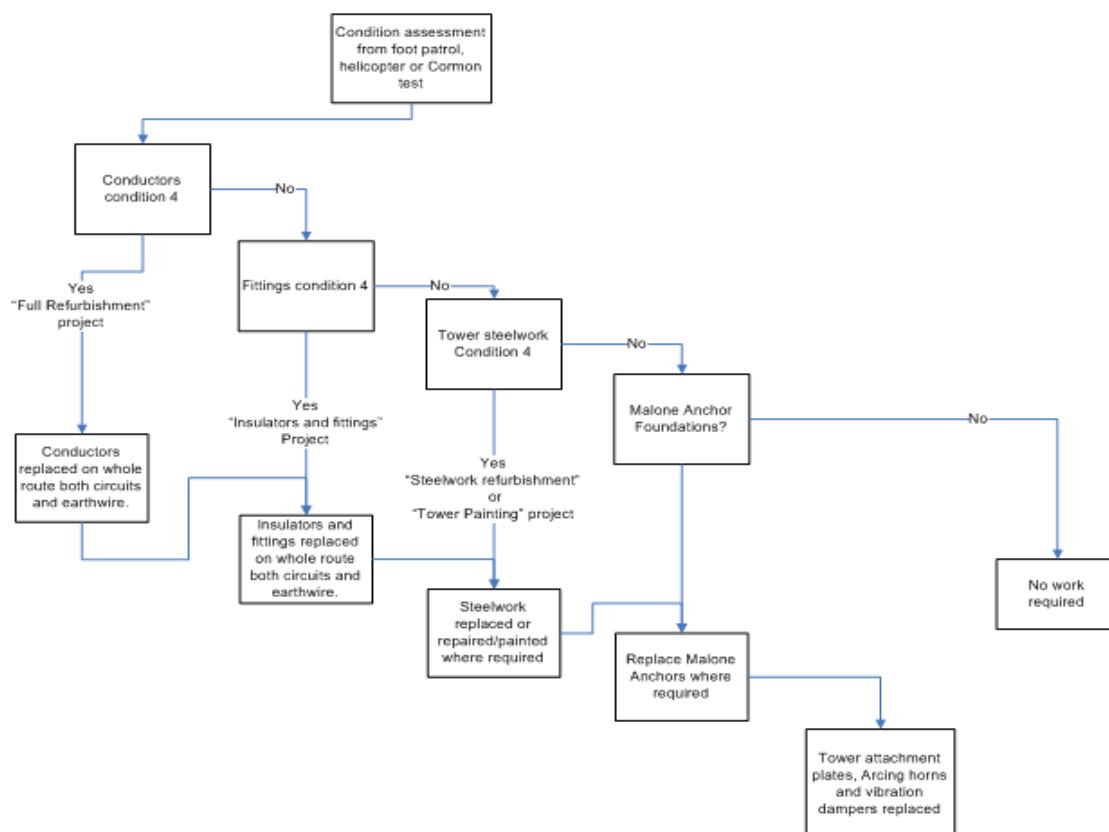 Condition assessment
from foot patrol,
helicopter or Cormon
test
Conductors
condition 4
No
Fittings condition 4
No
Yes
“Full Refurbishment”
project
Tower steelwork
Condition 4
No
Malone Anchor
Foundations?
No
Yes
“Insulators and fittings”
Project
Conductors
replaced on whole
route both circuits
and earthwire.
Yes
“Steelwork refurbishment”
or
“Tower Painting” project
Insulators and
fittings replaced
on whole route
both circuits and
earthwire.
No work
required
Steelwork
replaced or
repaired/painted
where required
Replace Malone
Anchors where
required
Tower attachment
plates, Arcing horns
and vibration
dampers replaced